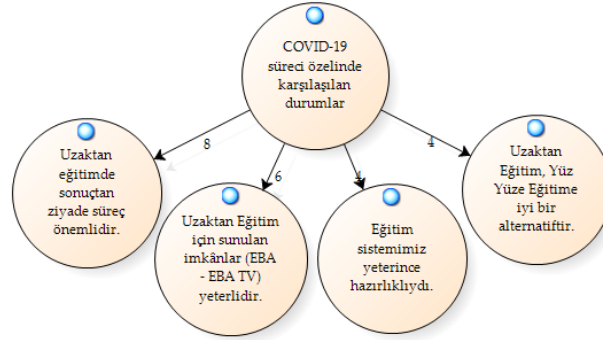 COVID-19
süreci özelinde
karşılaşılan
durumlar
8
6
4
4
Uzaktan
eğitimde
sonuçtan
ziyade süreç
önemlidir.
Uzaktan Eğitim
için sunulan
imkânlar (EBA
- EBA TV)
yeterlidir.
Eğitim
sistemimiz
yeterince
hazırlıklıydı.
Uzaktan
Eğitim, Yüz
Yüze Eğitime
iyi bir
alternatiftir.